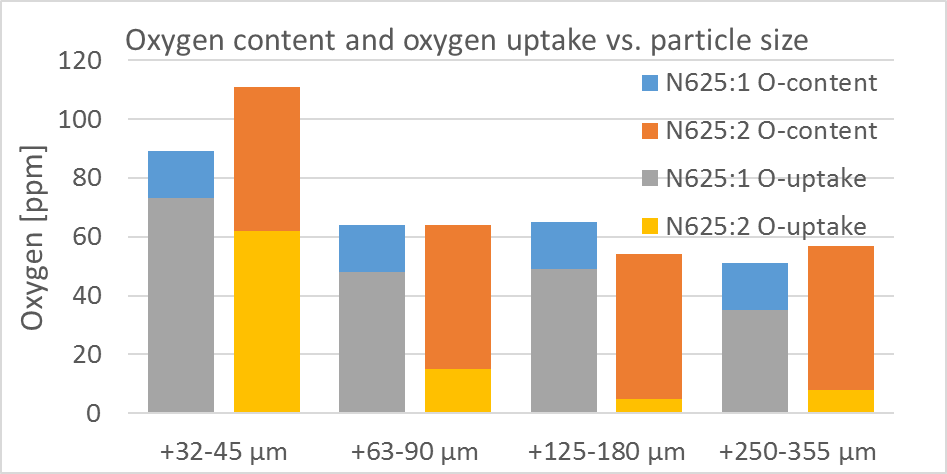 Oxygen content and oxygen uptake vs. particle size
120
100
80
60
40
20
0
Oxygen [ppm]
N625:1 O-content
N625:2 O-content
N625:1 O-uptake
N625:2 O-uptake
+32-45 µm
+63-90 µm
+125-180 µm
+250-355 µm